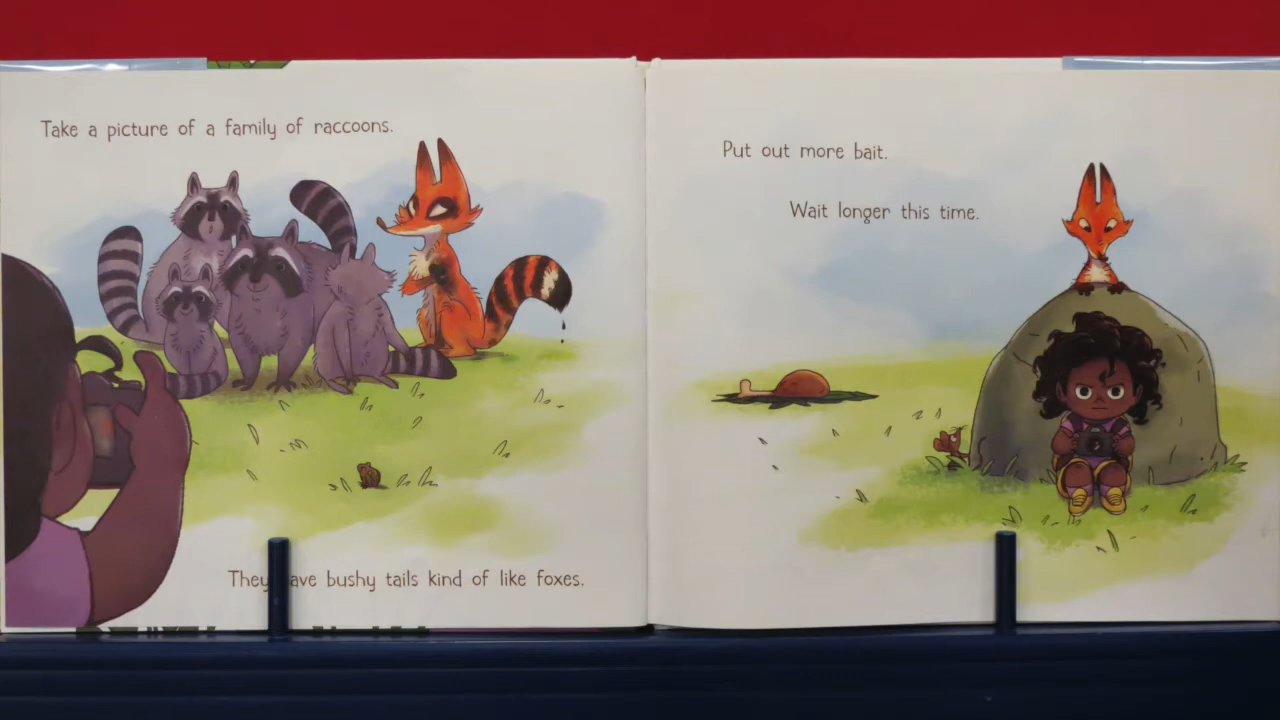 Take a picture of a family of raccoons.
They ave bushy tails kind of like foxes.
Put out more bait.
Wait longer this time.